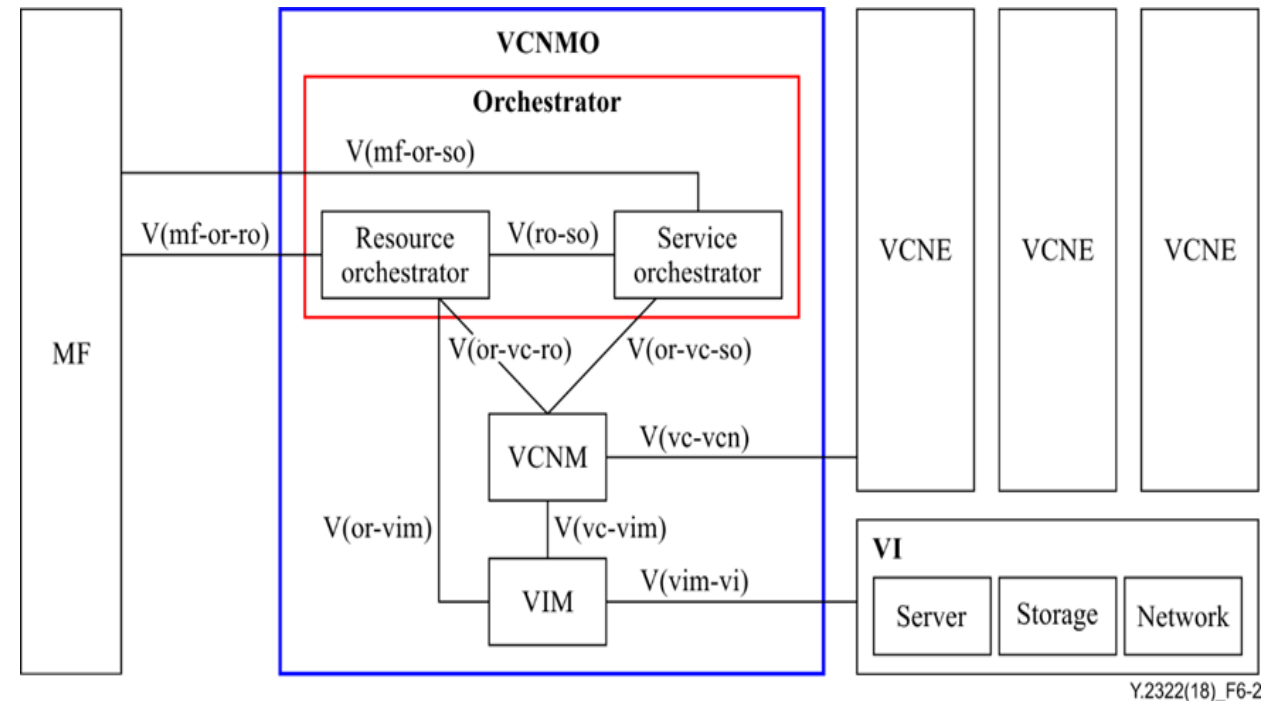 VCNMO
Orchestrator
V(mf-or-so)
V(mf-or-ro)
Resource
orchestrator
V(ro-so)
Service
orchestrator
VCNE
VCNE
VCNE
MF
V(or-vc-ro)
V(or-vc-so)
VCNM
V(vc-vcn)
V(or-vim)
V(vc-vim)
VI
VIM
V(vim-vi)
Server
Storage
Network
Y.2322(18)_F6-2